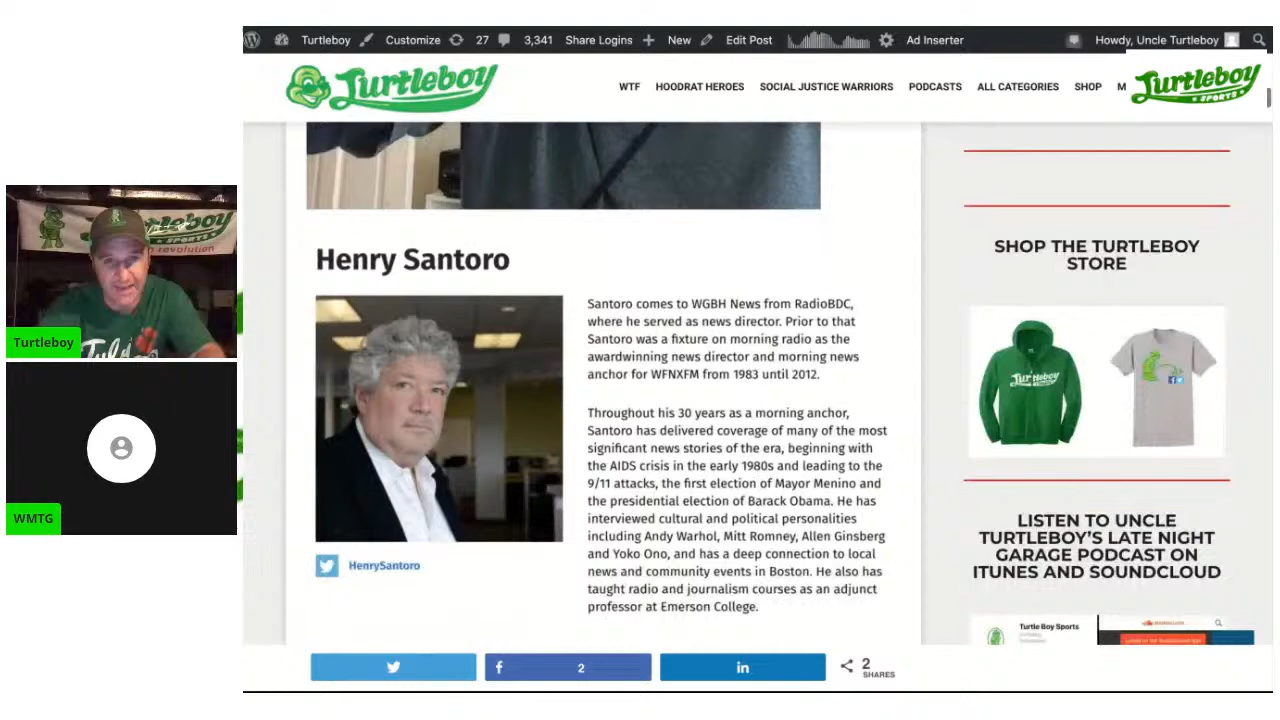 Turtleboy
Customize
27
3,341
Share Logins
New
Edit Post
Ad Inserter
Howdy, Uncle Turtleboy
Turtleboy
WTF
HOODRAT HEROES
SOCIAL JUSTICE WARRIORS
PODCASTS
ALL CATEGORIES
SHOP
M
Turtleboy
SPORTS
Turtleboy
SPORTS
revolution
Turtleboy
WMTG
Henry Santoro
Santoro comes to WGBH News from RadioBDC,
where he served as news director. Prior to that
Santoro was a fixture on morning radio as the
awardwinning news director and morning news
anchor for WFNXFM from 1983 until 2012.
Throughout his 30 years as a morning anchor,
Santoro has delivered coverage of many of the most
significant news stories of the era, beginning with
the AIDS crisis in the early 1980s and leading to the
9/11 attacks, the first election of Mayor Menino and
the presidential election of Barack Obama. He has
interviewed cultural and political personalities
including Andy Warhol, Mitt Romney, Allen Ginsberg
and Yoko Ono, and has a deep connection to local
news and community events in Boston. He also has
taught radio and journalism courses as an adjunct
professor at Emerson College.
HenrySantoro
SHOP THE TURTLEBOY
STORE
Turtleboy
LISTEN TO UNCLE
TURTLEBOY'S LATE NIGHT
GARAGE PODCAST ON
ITUNES AND SOUNDCLOUD
Turtle Boy Sports
2
2
SHARES